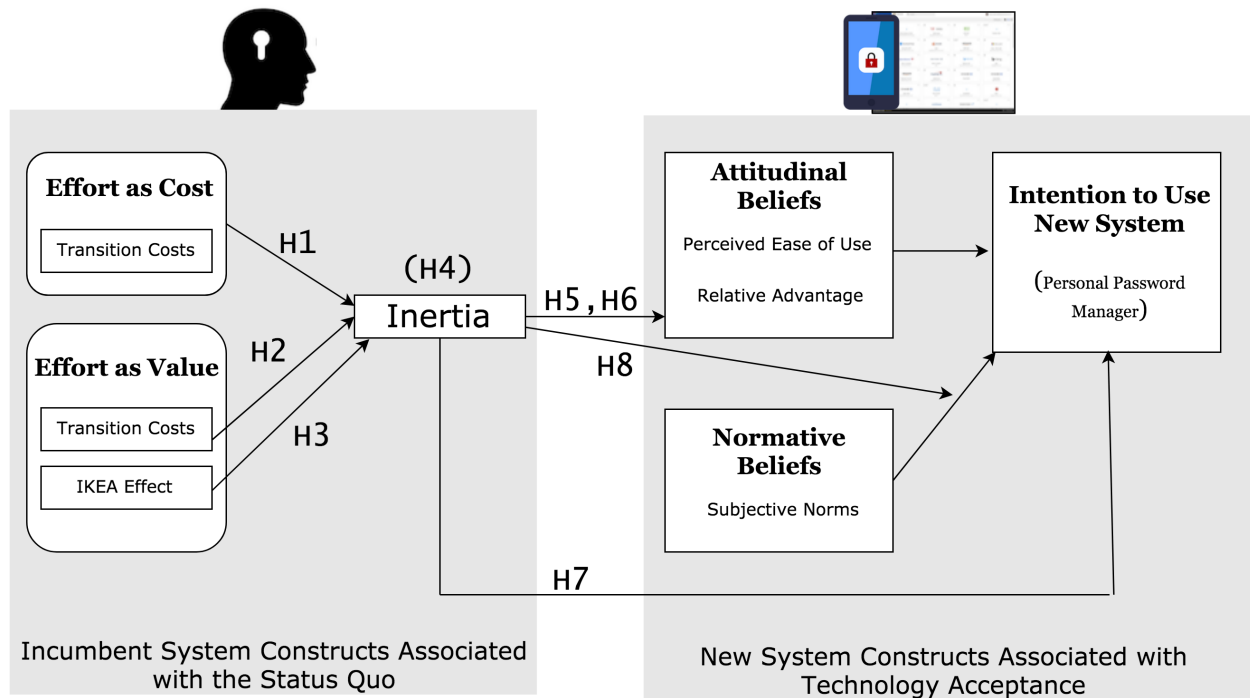 Effort as Cost
Transition Costs
H1
Effort as Value
Transition Costs
IKEA Effect
H2
H3
(H4)
Inertia
H5,H6
H8
H7
Incumbent System Constructs Associated
with the Status Quo
Attitudinal
Beliefs
Perceived Ease of Use
Relative Advantage
Normative
Beliefs
Subjective Norms
Intention to Use
New System
(Personal Password
Manager)
New System Constructs Associated with
Technology Acceptance